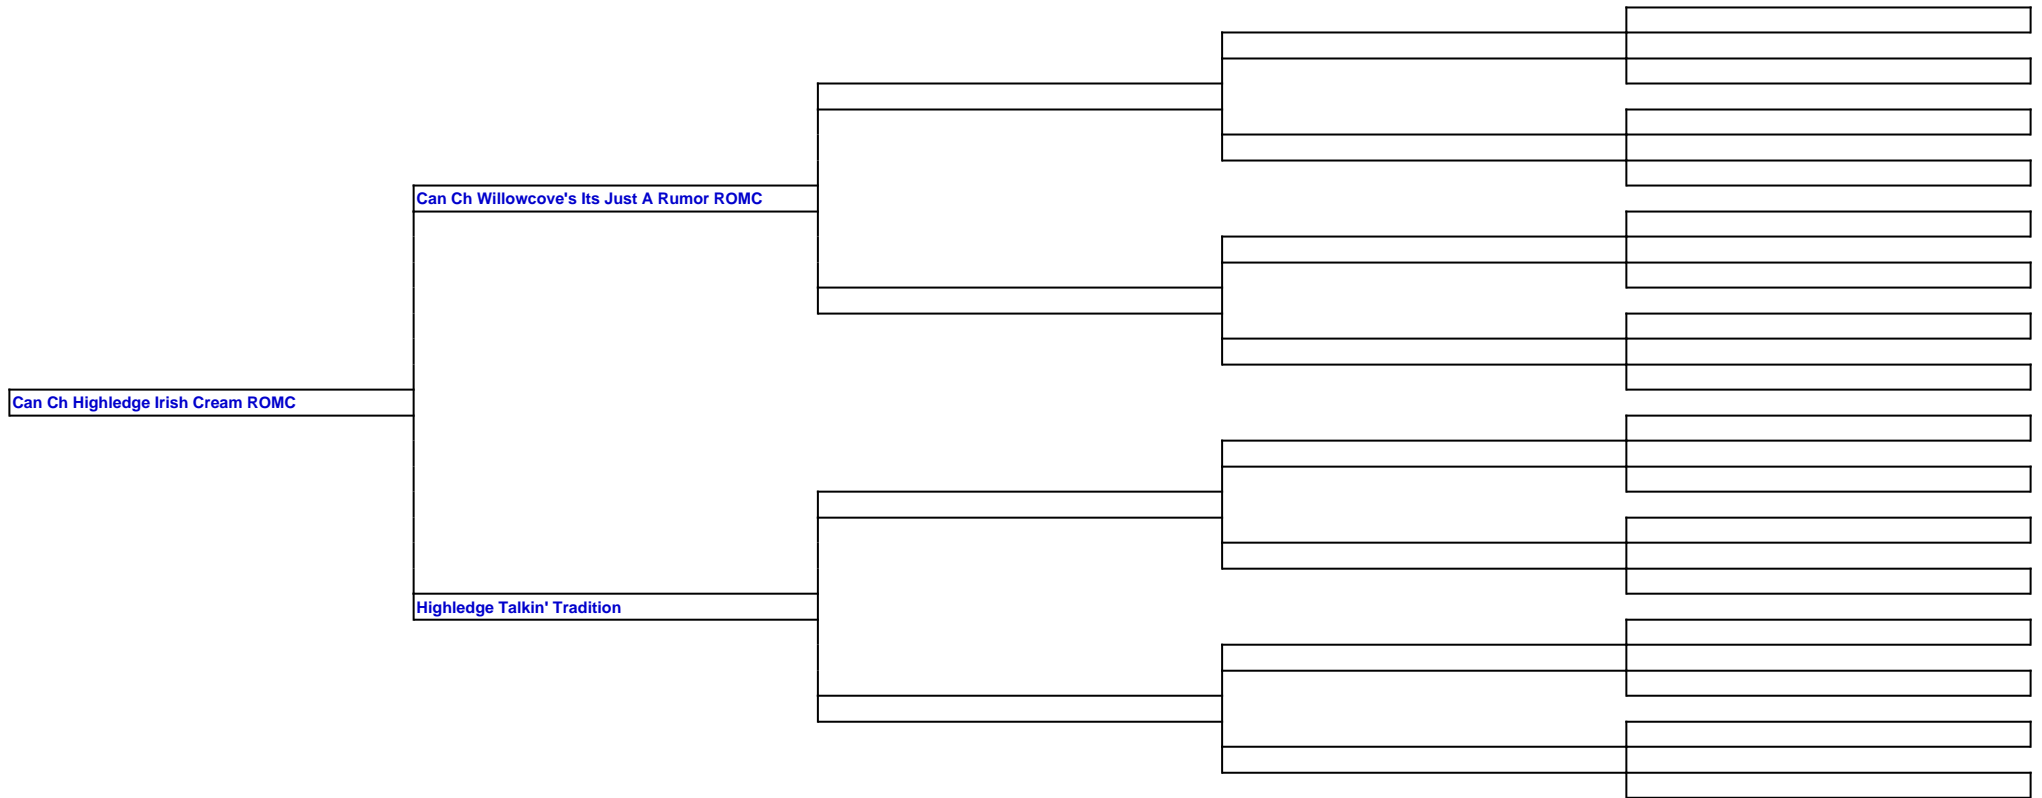 Can Ch Willowcove's Its Just A Rumor ROMC
Can Ch Highledge Irish Cream ROMC
Highledge Talkin' Tradition